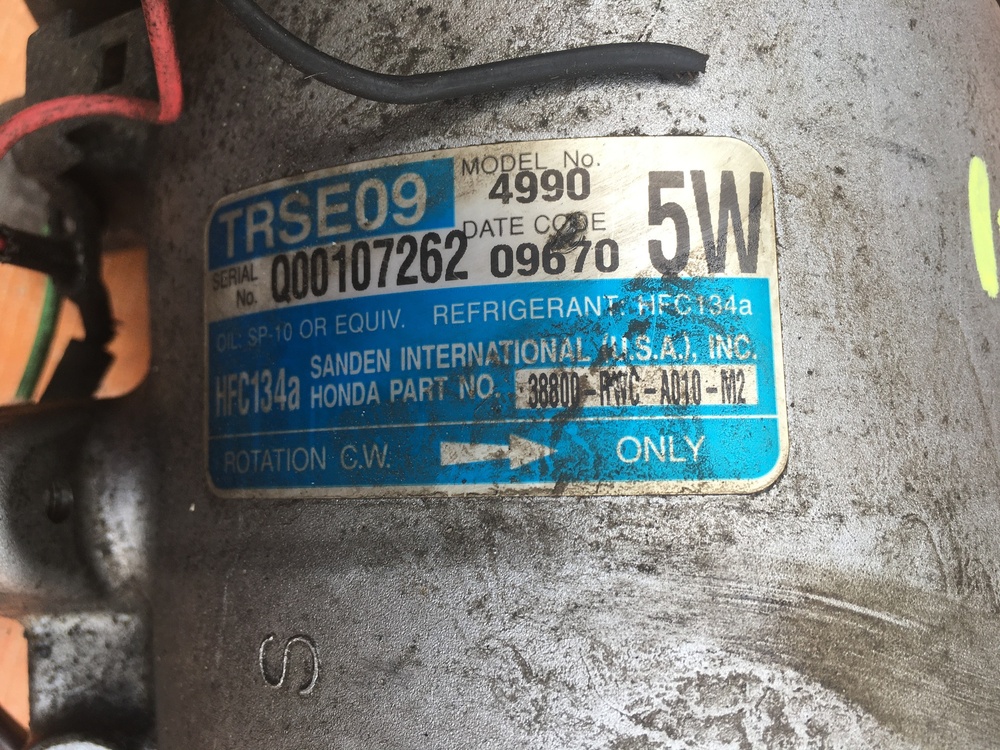 TRSE09
MODEL No.
4990
5W
DATE CODE
09670
SERIAL No. Q00107262
OIL: SP-10 OR EQUIV. REFRIGERANT: HFC134a
HFC134a
SANDEN INTERNATIONAL (U.S.A.), INC.
HONDA PART NO. 38800-RWC-A010-M2
ROTATION C.W. ONLY
S